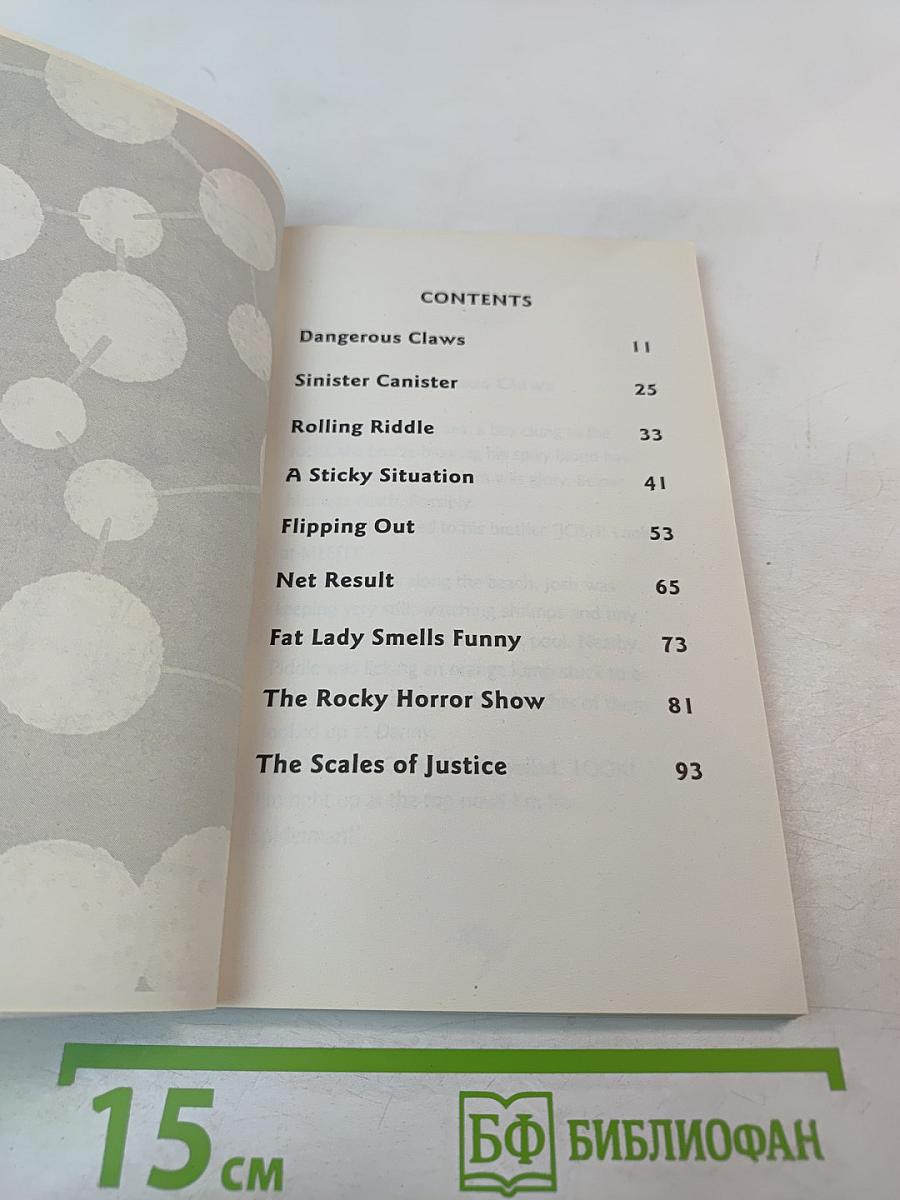 CONTENTS
Dangerous Claws 11
Sinister Canister 25
Rolling Riddle 33
A Sticky Situation 41
Flipping Out 53
Net Result 65
Fat Lady Smells Funny 73
The Rocky Horror Show 81
The Scales of Justice 93
15 СМ
БФ БИБЛИОФАН